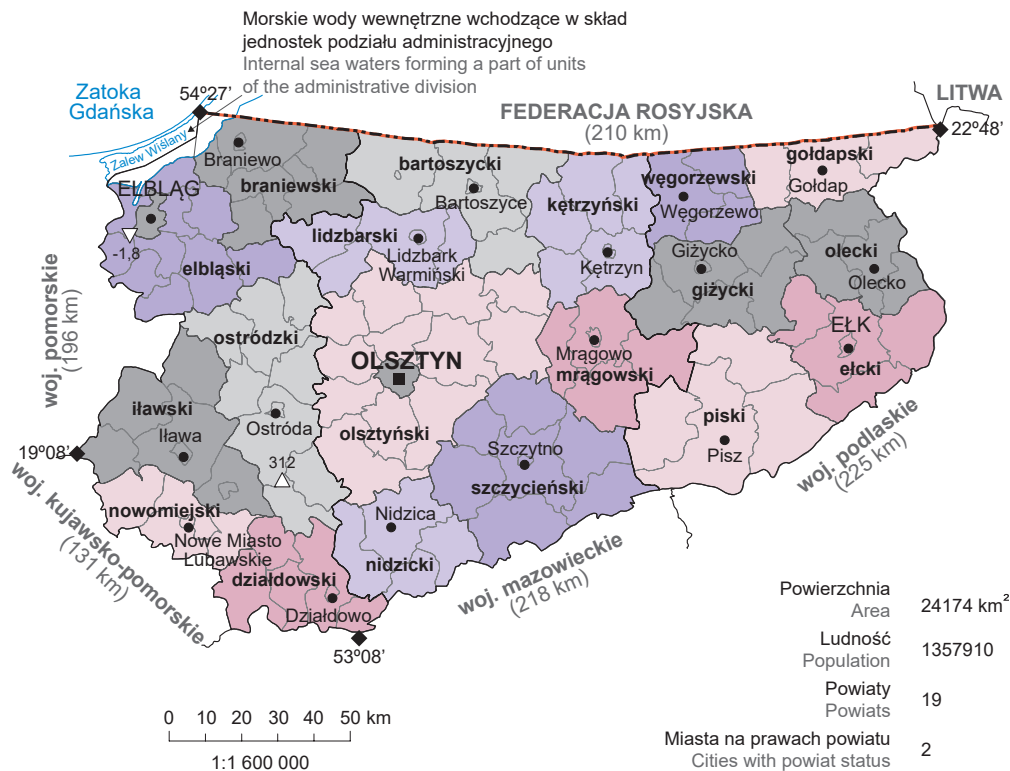 Morskie wody wewnętrzne wchodzące w skład
jednostek podziału administracyjnego
Internal sea waters forming a part of units
of the administrative division
Zatoka
Gdańska
54º27'
FEDERACJA ROSYJSKA
(210 km)
LITWA
22º48'
Zalew Wiślany
Braniewo
braniewski
bartoszycki
Bartoszyce
kętrzyński
Kętrzyn
węgorzewski
Węgorzewo
gołdapski
Gołdap
ELBLĄG
-1,8
elbląski
lidzbarski
Lidzbark
Warmiński
Giżycko
giżycki
olecki
Olecko
woj. pomorskie
(196 km)
ostródzki
Ostróda
312
OLSZTYN
olsztyński
Mrągowo
mrągowski
EŁK
ełcki
piski
Pisz
iławski
Iława
19º08'
Szczytno
szczycieński
woj. podlaskie
(225 km)
nowomiejski
Nowe Miasto
Lubawskie
Nidzica
nidzicki
działdowski
Działdowo
woj. kujawsko-pomorskie
(131 km)
woj. mazowieckie
(218 km)
53º08'
Powierzchnia
Area
24174 km²
Ludność
Population
1357910
Powiaty
Powiats
19
Miasta na prawach powiatu
Cities with powiat status
2
0 10 20 30 40 50 km
1:1 600 000